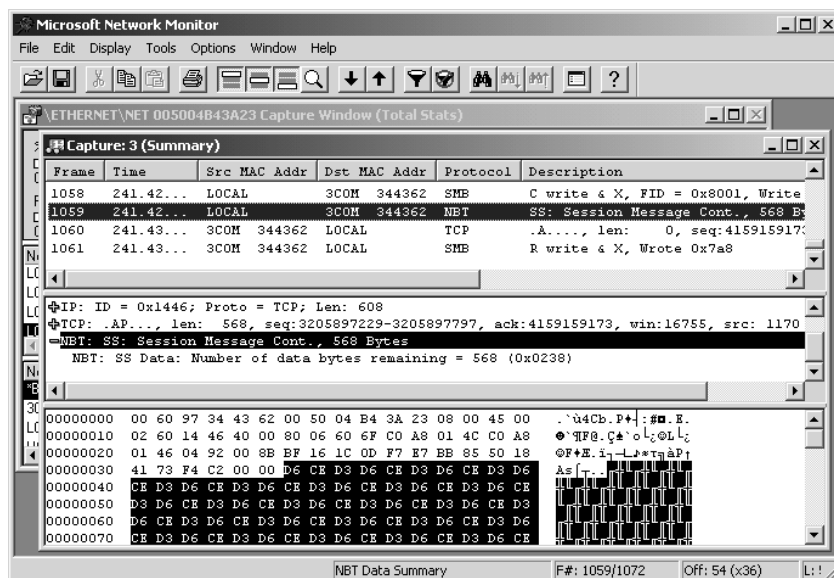 Microsoft Network Monitor
File Edit Display Tools Options Window Help
\ETHERNET\NET 005004B43A23 Capture Window (Total Stats)
Capture: 3 (Summary)
Frame Time Src MAC Addr Dst MAC Addr Protocol Description
1058 241.42... LOCAL 3COM 344362 SMB C write & X, FID = 0x8001, Write
1059 241.42... LOCAL 3COM 344362 NBT SS: Session Message Cont., 568 By
1060 241.43... 3COM 344362 LOCAL TCP .A...., len: 0, seq:4159159173
1061 241.43... 3COM 344362 LOCAL SMB R write & X, Wrote 0x7a8
IP: ID = 0x1446; Proto = TCP; Len: 608
TCP: .AP..., len: 568, seq:3205897229-3205897797, ack:4159159173, win:16755, src: 1170
NBT: SS: Session Message Cont., 568 Bytes
NBT: SS Data: Number of data bytes remaining = 568 (0x0238)
00000000 00 60 97 34 43 62 00 50 04 B4 3A 23 08 00 45 00
00000010 02 60 14 46 40 00 80 06 60 6F C0 A8 01 4C C0 A8
00000020 01 46 04 92 00 8B BF 16 1C 0D F7 E7 BB 85 50 18
00000030 41 73 F4 C2 00 00 D6 CE D3 D6 CE D3 D6 CE D3 D6
00000040 CE D3 D6 CE D3 D6 CE D3 D6 CE D3 D6 CE D3 D6 CE
00000050 D3 D6 CE D3 D6 CE D3 D6 CE D3 D6 CE D3 D6 CE D3
00000060 D6 CE D3 D6 CE D3 D6 CE D3 D6 CE D3 D6 CE D3 D6
00000070 CE D3 D6 CE D3 D6 CE D3 D6 CE D3 D6 CE D3 D6 CE
NBT Data Summary F#: 1059/1072 Off: 54 (x36) L: